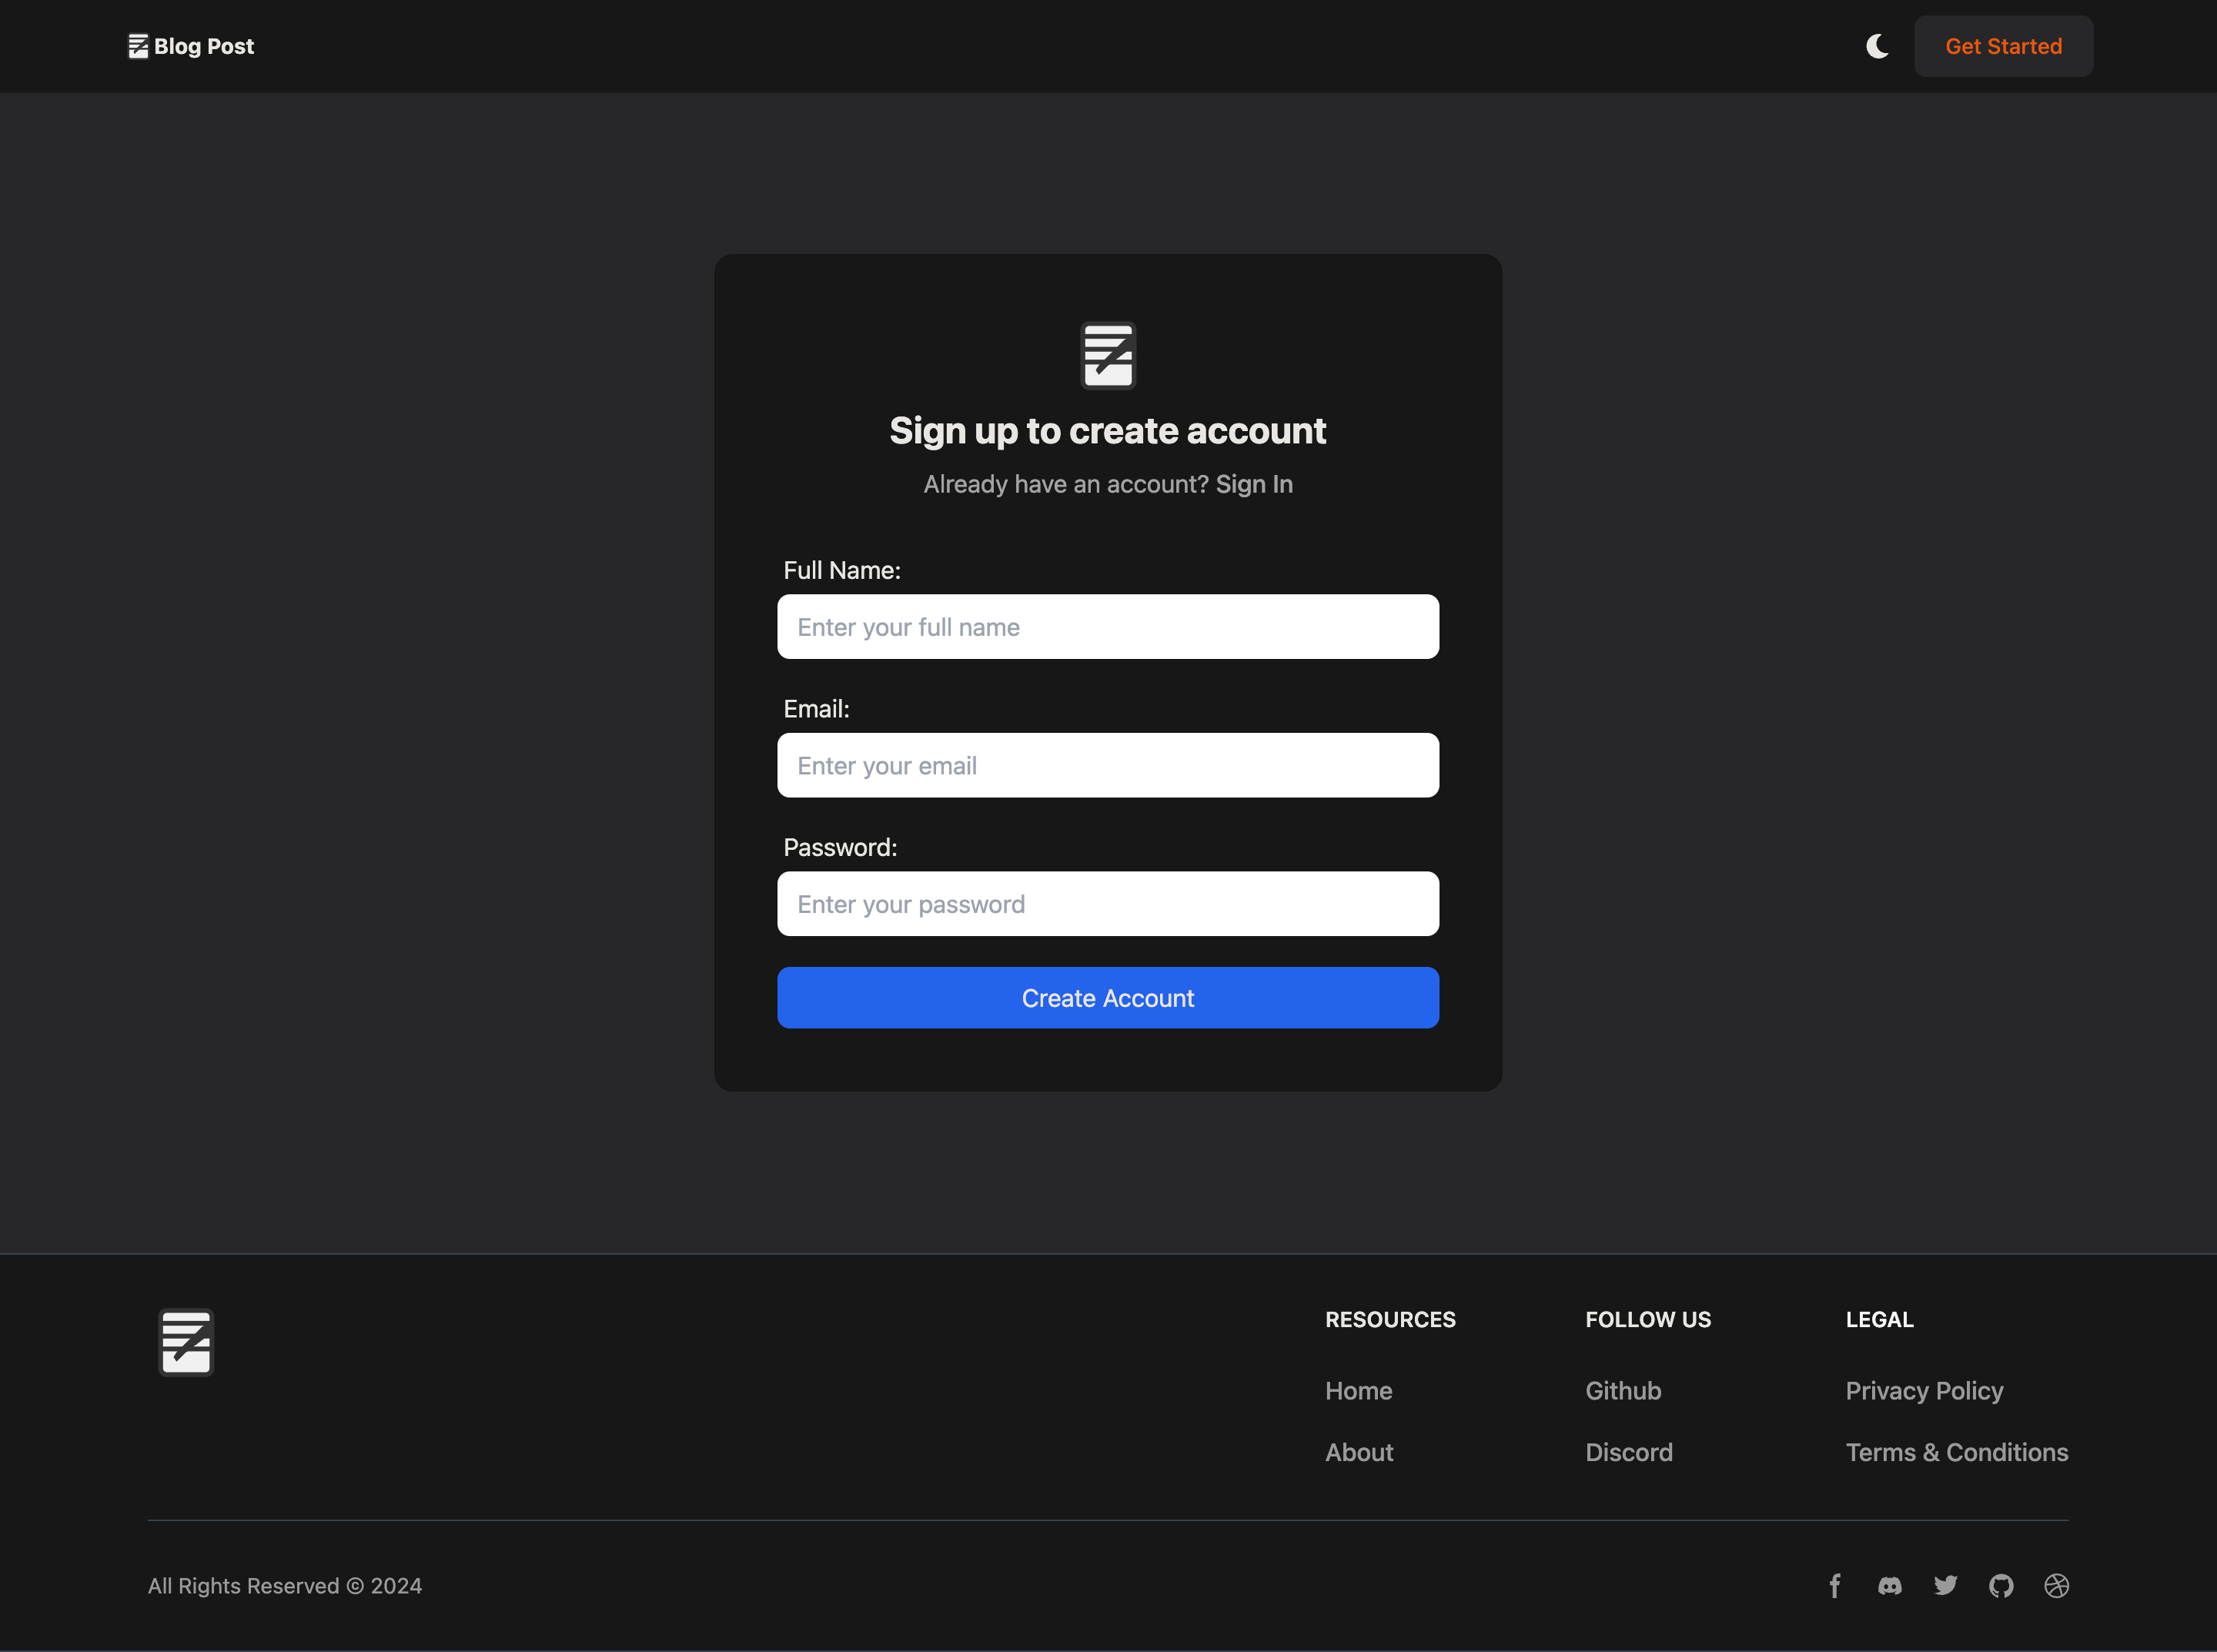 Blog Post
Get Started
Sign up to create account
Already have an account? Sign In
Full Name:
Enter your full name
Email:
Enter your email
Password:
Enter your password
Create Account
RESOURCES
Home
About
FOLLOW US
Github
Discord
LEGAL
Privacy Policy
Terms & Conditions
All Rights Reserved © 2024